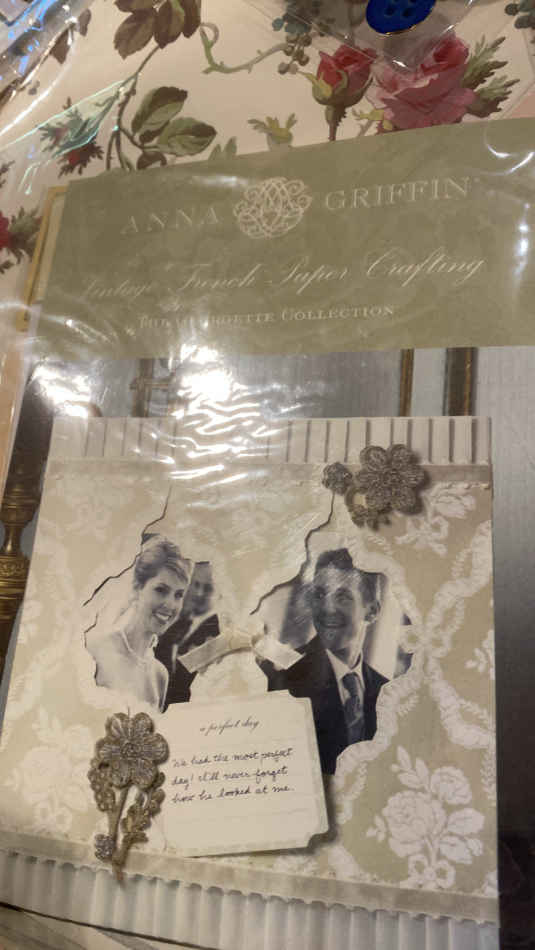 ANNA GRIFFIN
Vintage French Paper Crafting
COLLECTION
a perfect day
We had the most perfect
day! I'll never forget
how he looked at me.